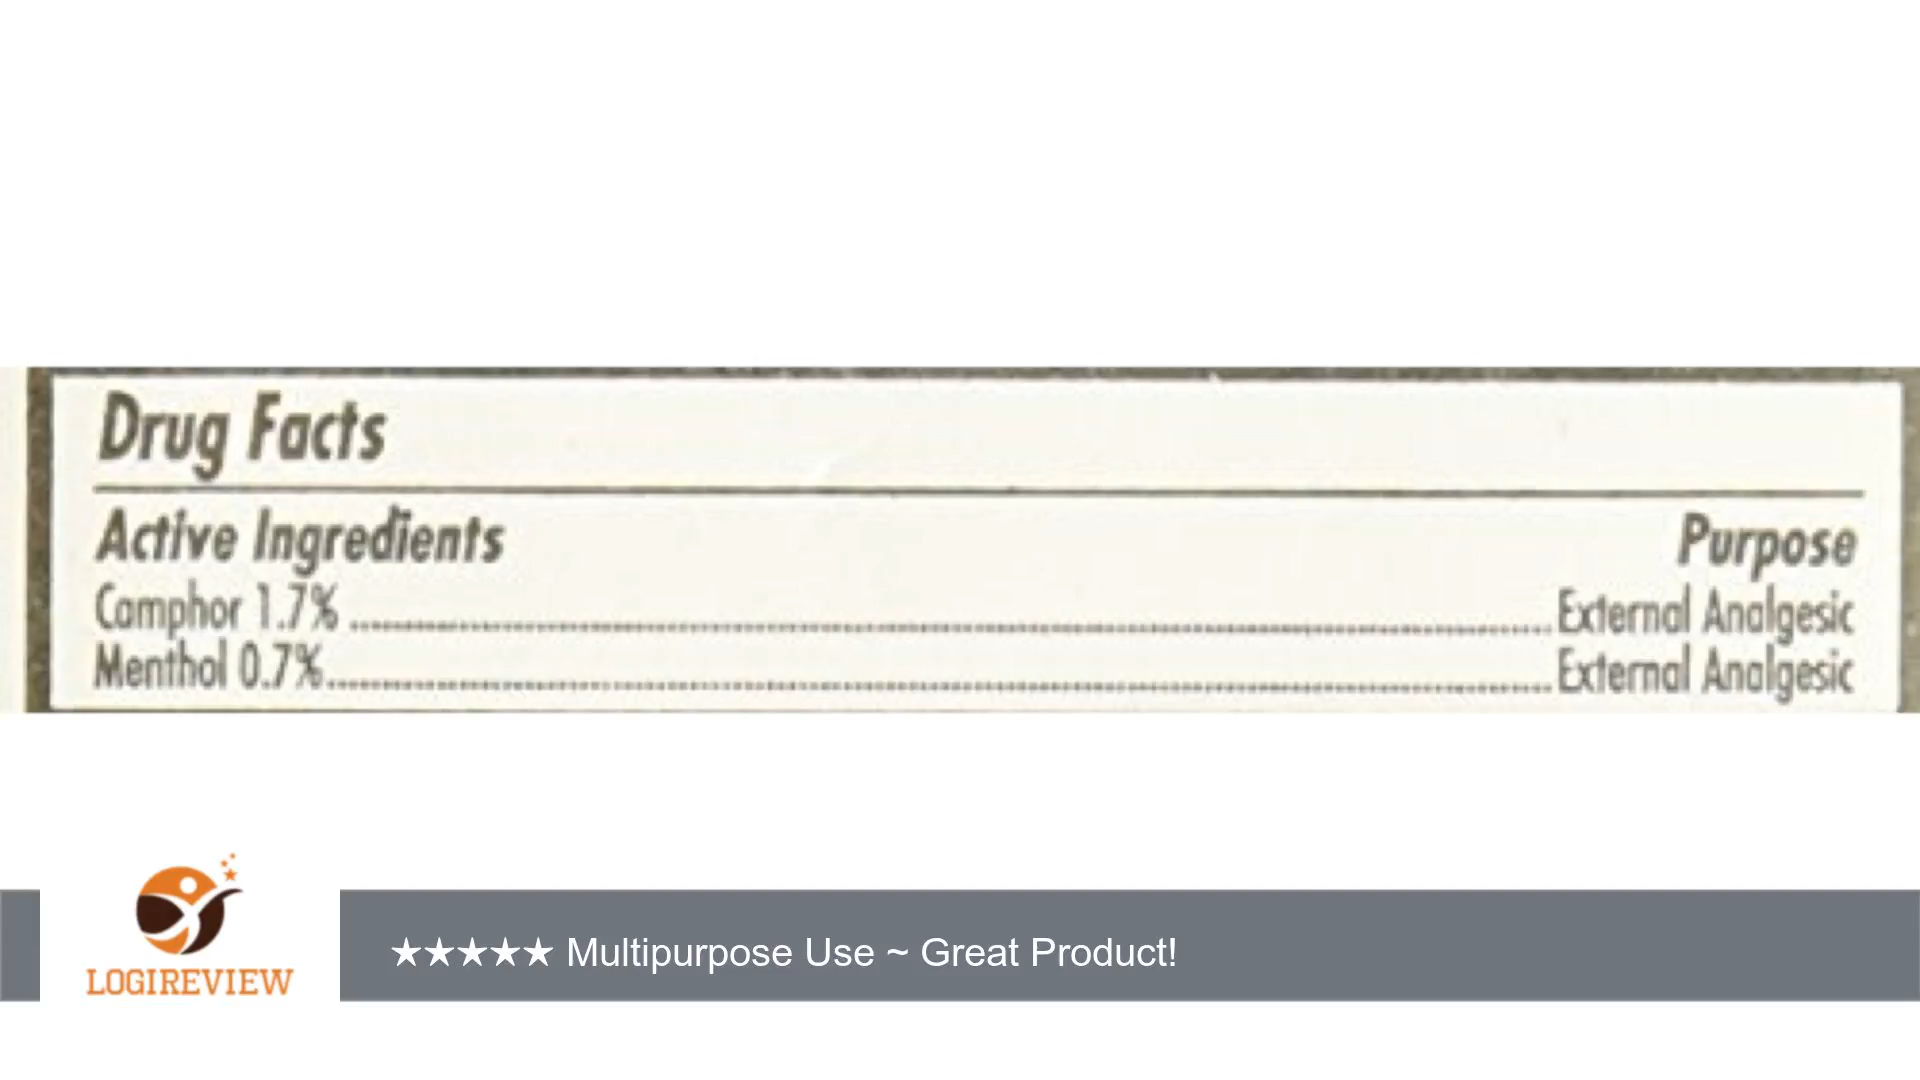 Drug Facts
Active Ingredients Purpose
Camphor 1.7% ........................ External Analgesic
Menthol 0.7% ........................ External Analgesic
LOGIREVIEW
★★★★★ Multipurpose Use ~ Great Product!